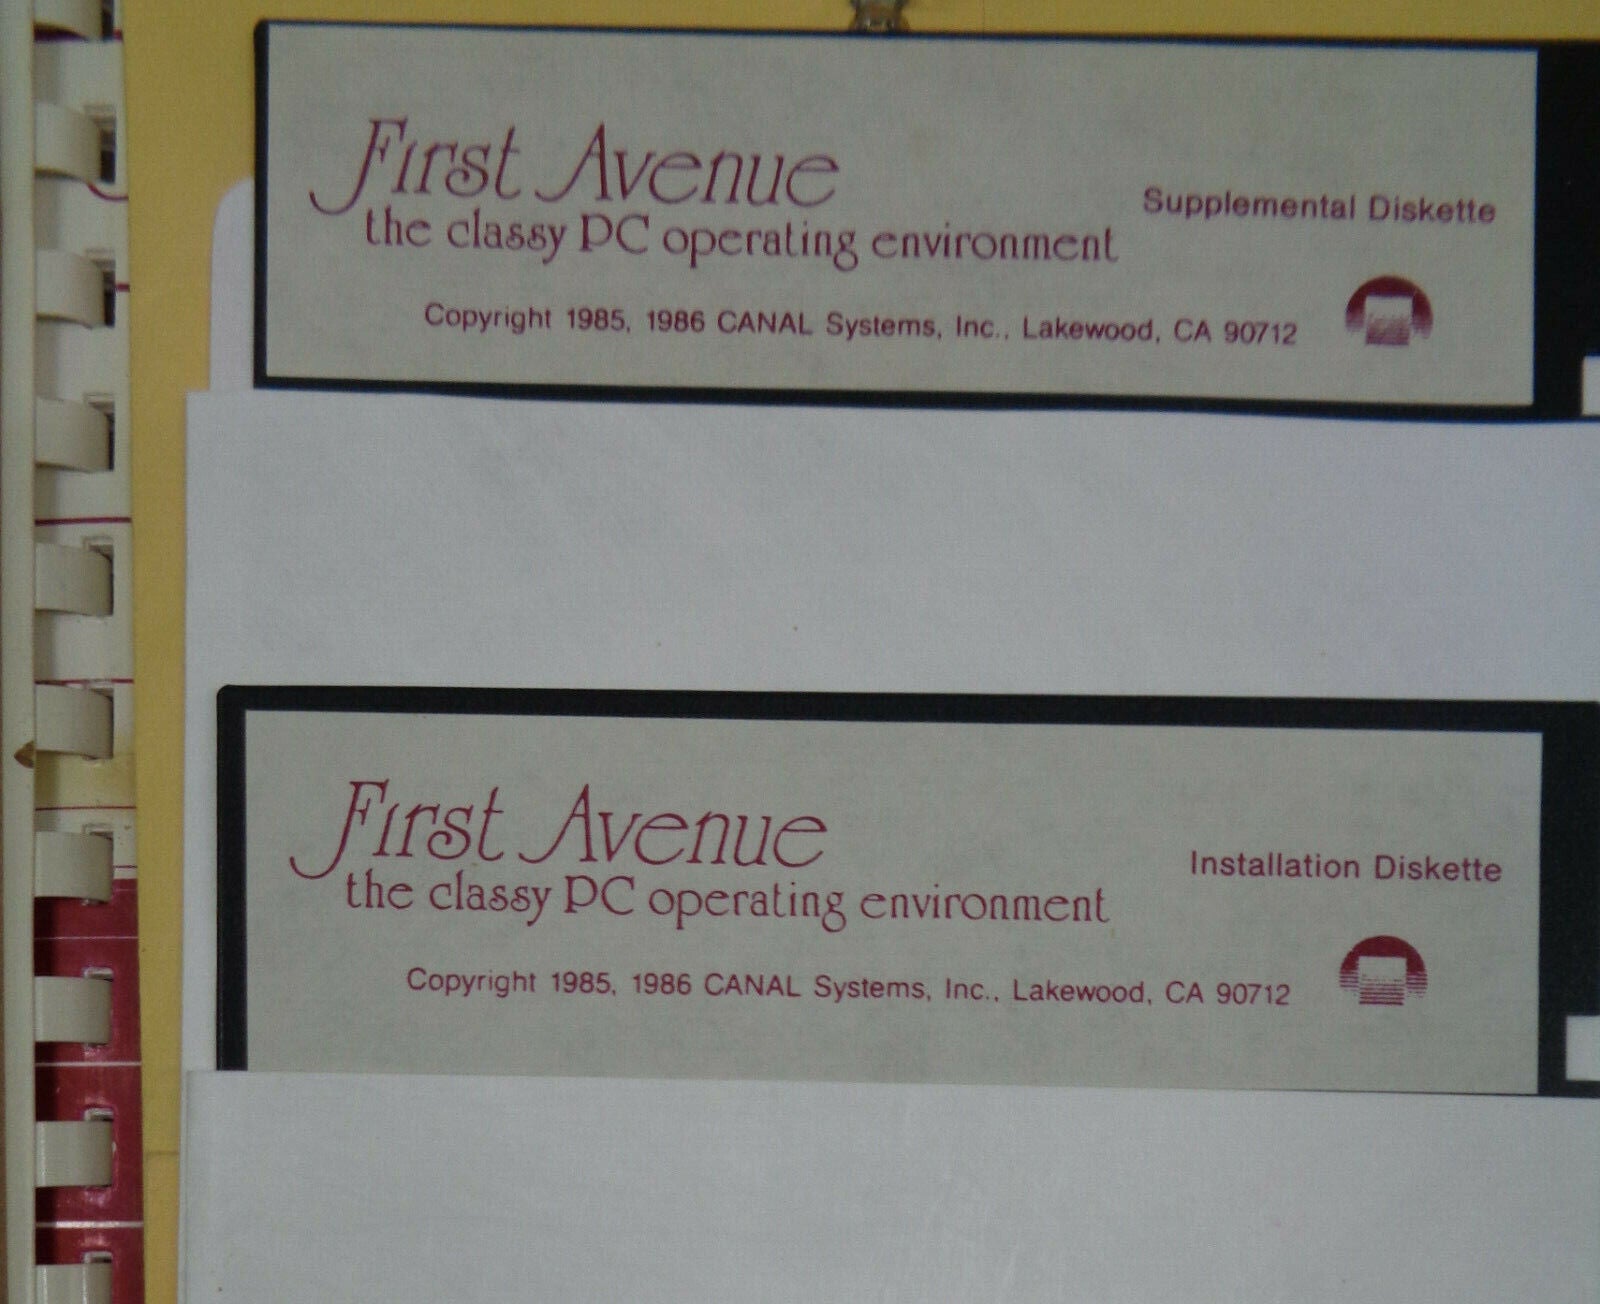 First Avenue
Supplemental Diskette
the classy PC operating environment
Copyright 1985, 1986 CANAL Systems, Inc., Lakewood, CA 90712
First Avenue
Installation Diskette
the classy PC operating environment
Copyright 1985, 1986 CANAL Systems, Inc., Lakewood, CA 90712